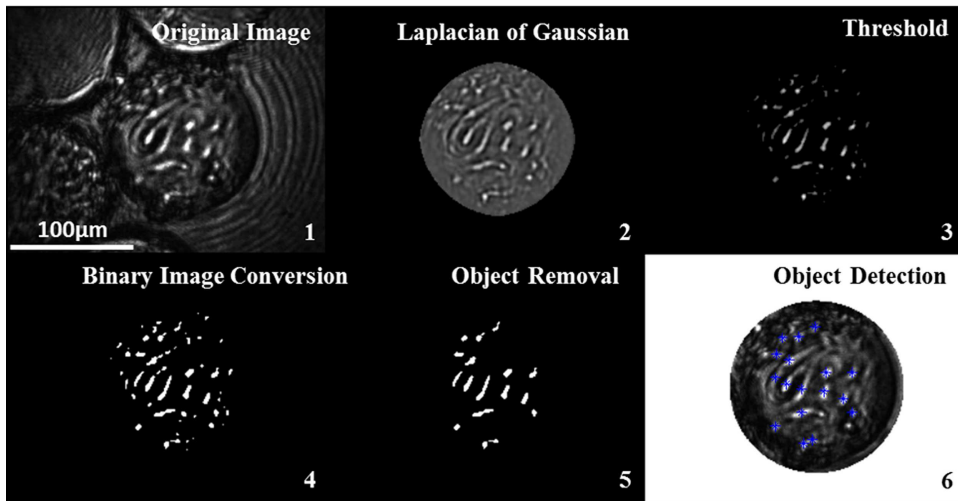 Original Image
Laplacian of Gaussian
Threshold
100μm
1
2
3
Binary Image Conversion
Object Removal
Object Detection
4
5
6